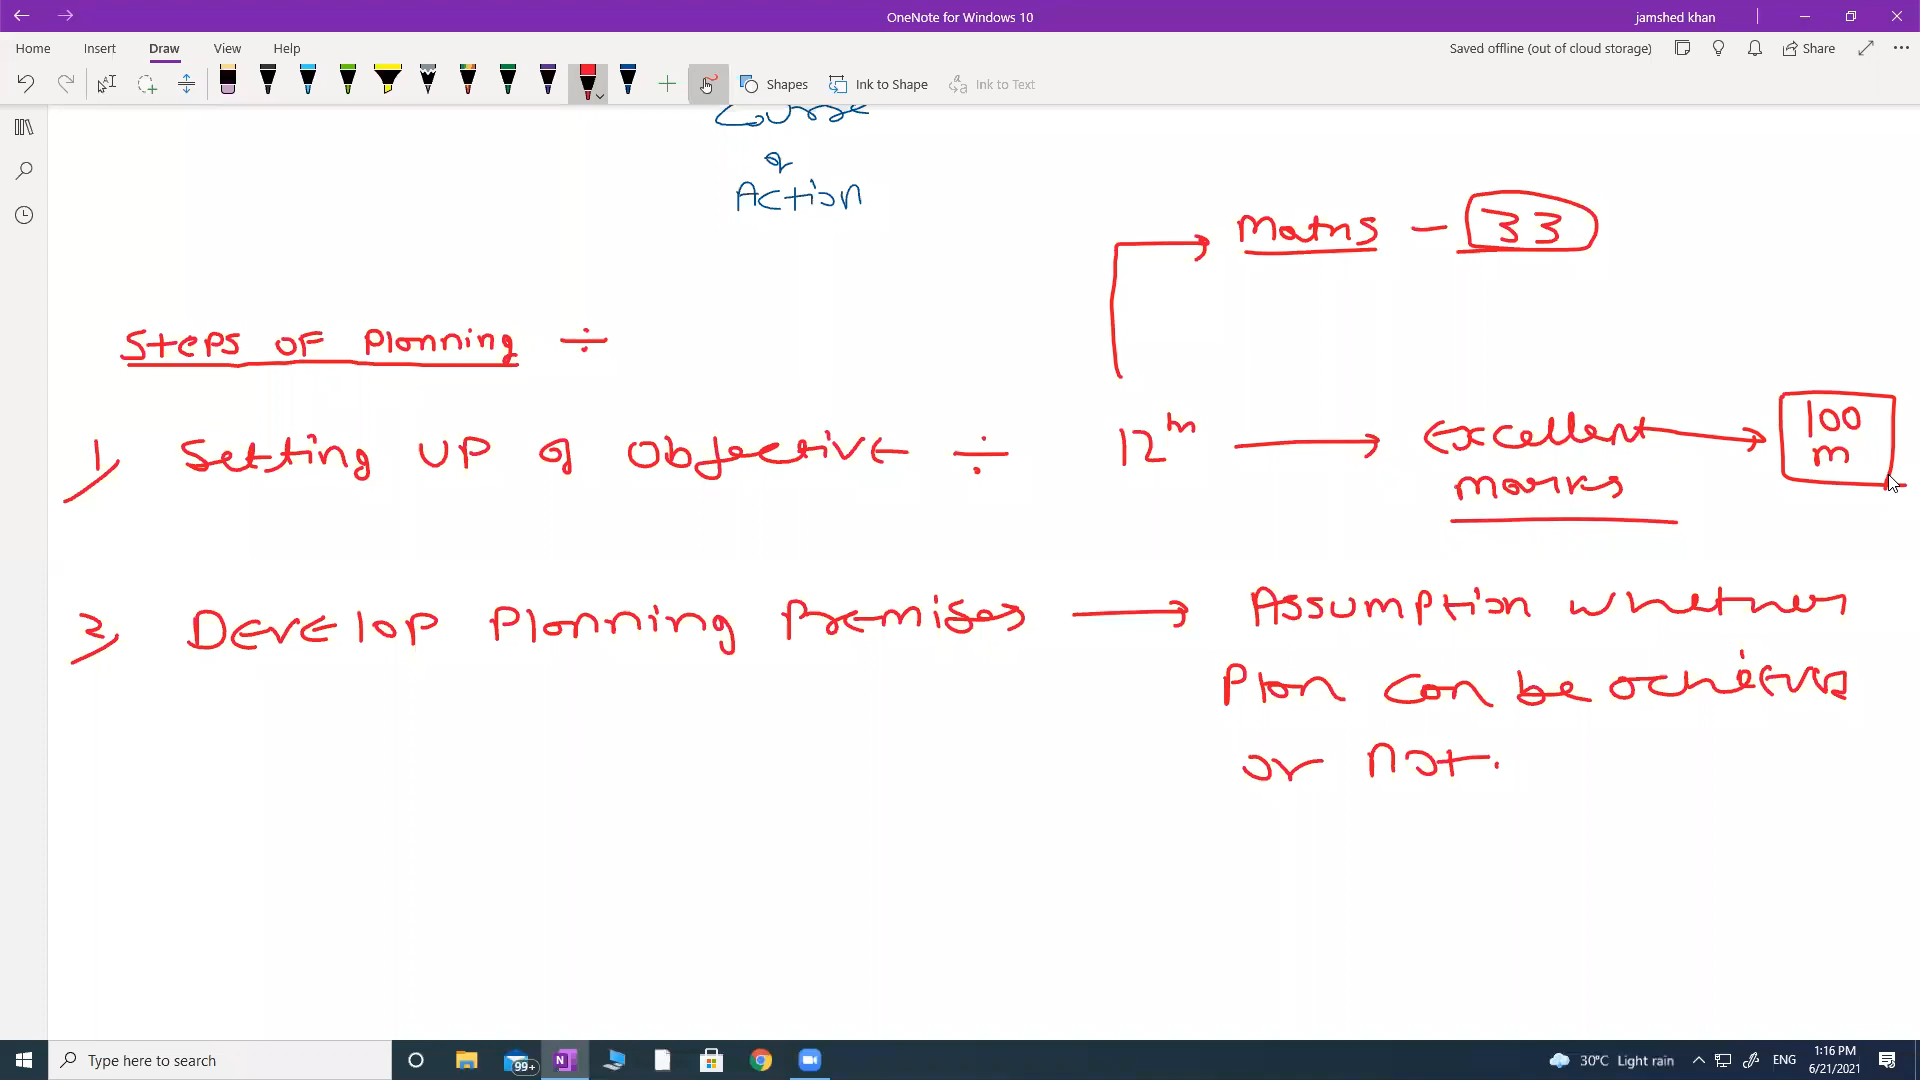 OneNote for Windows 10
jamshed khan
Home Insert Draw View Help
Saved offline (out of cloud storage)
Share
Shapes
Ink to Shape
Ink to Text
Course
of
Action
Maths - 33
Steps of Planning ÷
1, Setting UP of Objective ÷ 12th → Excellent → 100 m
marks
2, Develop Planning Premises → Assumption whether
Plan can be achieved
or Not.
Type here to search
99+
30°C Light rain
ENG
1:16 PM
6/21/2021